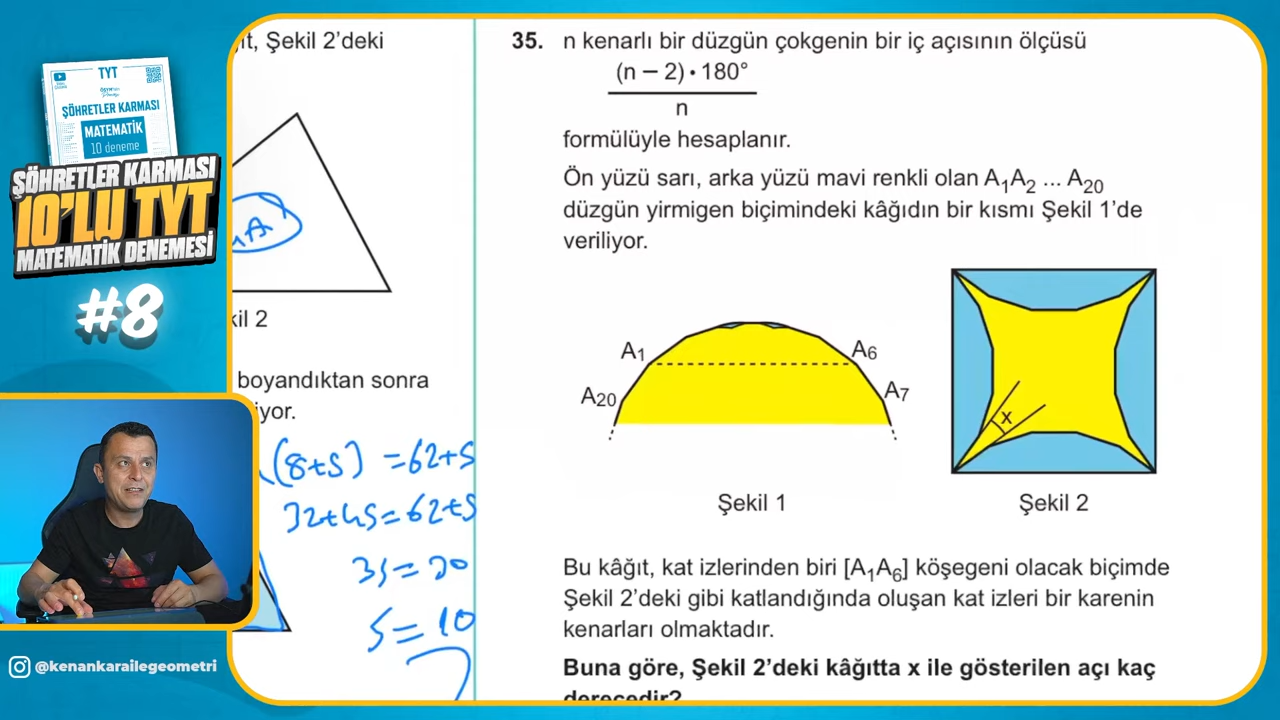 TYT
ŞÖHRETLER KARMASI
MATEMATİK
10 deneme
ŞÖHRETLER KARMASI
10'LU TYT
MATEMATİK DENEMESİ
#8
@kenankarailegeometri
ıt, Şekil 2'deki
A
kil 2
boyandıktan sonra
iyor.
(8+S) = 62+S
32+4S = 62+S
S = 10
35. n kenarlı bir düzgün çokgenin bir iç açısının ölçüsü
(n − 2) • 180°
n
formülüyle hesaplanır.
Ön yüzü sarı, arka yüzü mavi renkli olan A₁A₂ ... A₂₀
düzgün yirmigen biçimindeki kâğıdın bir kısmı Şekil 1'de
veriliyor.
A₁
A₆
A₂₀
A₇
x
Şekil 1
Şekil 2
Bu kâğıt, kat izlerinden biri [A₁A₆] köşegeni olacak biçimde
Şekil 2'deki gibi katlandığında oluşan kat izleri bir karenin
kenarları olmaktadır.
Buna göre, Şekil 2'deki kâğıtta x ile gösterilen açı kaç
derecedir?